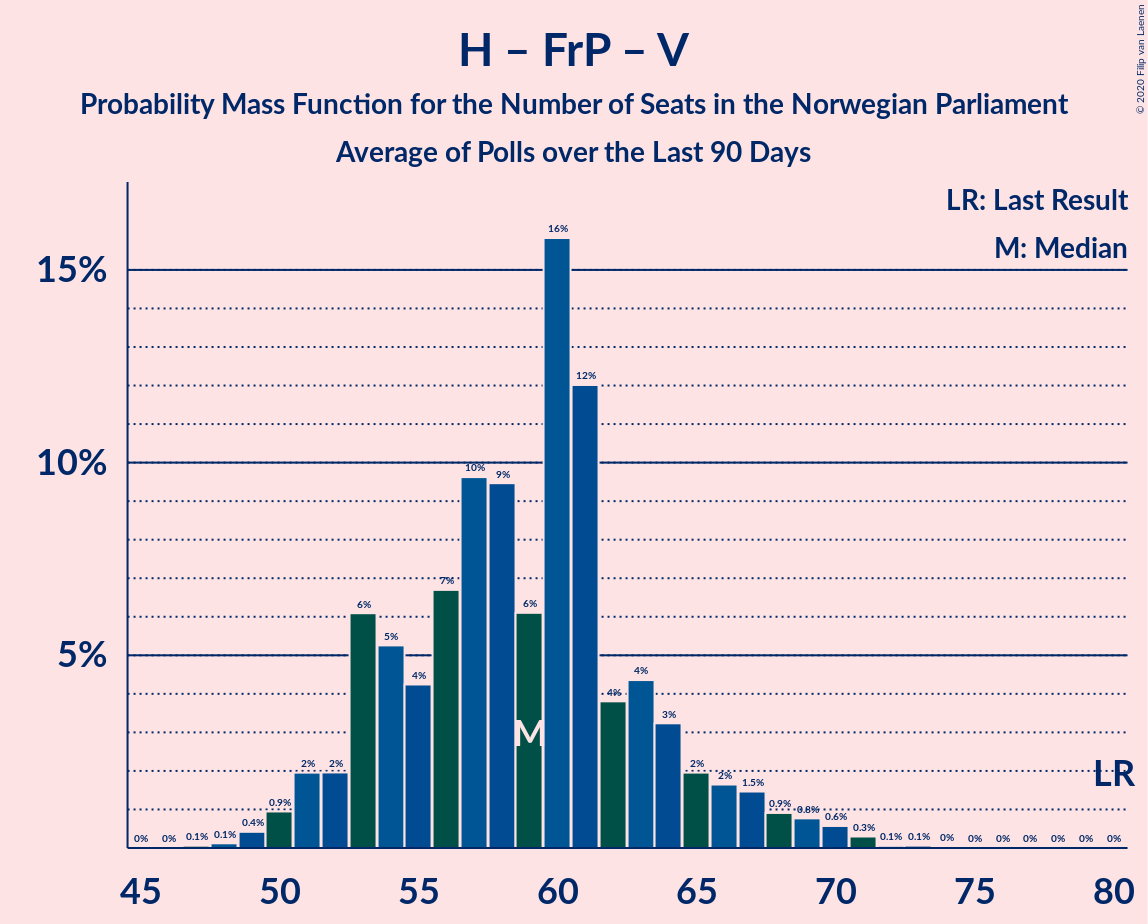 H – FrP – V
Probability Mass Function for the Number of Seats in the Norwegian Parliament
Average of Polls over the Last 90 Days
© 2020 Filip van Laenen
LR: Last Result
M: Median
15%
10%
5%
0% 0% 0.1% 0.1% 0.4% 0.9% 2% 2% 6% 5% 4% 7% 10% 9% 6% 16% 12% 4% 4% 3% 2% 2% 1.5% 0.9% 0.8% 0.6% 0.3% 0.1% 0.1% 0% 0% 0% 0% 0% 0% 0%
M
LR
45 50 55 60 65 70 75 80